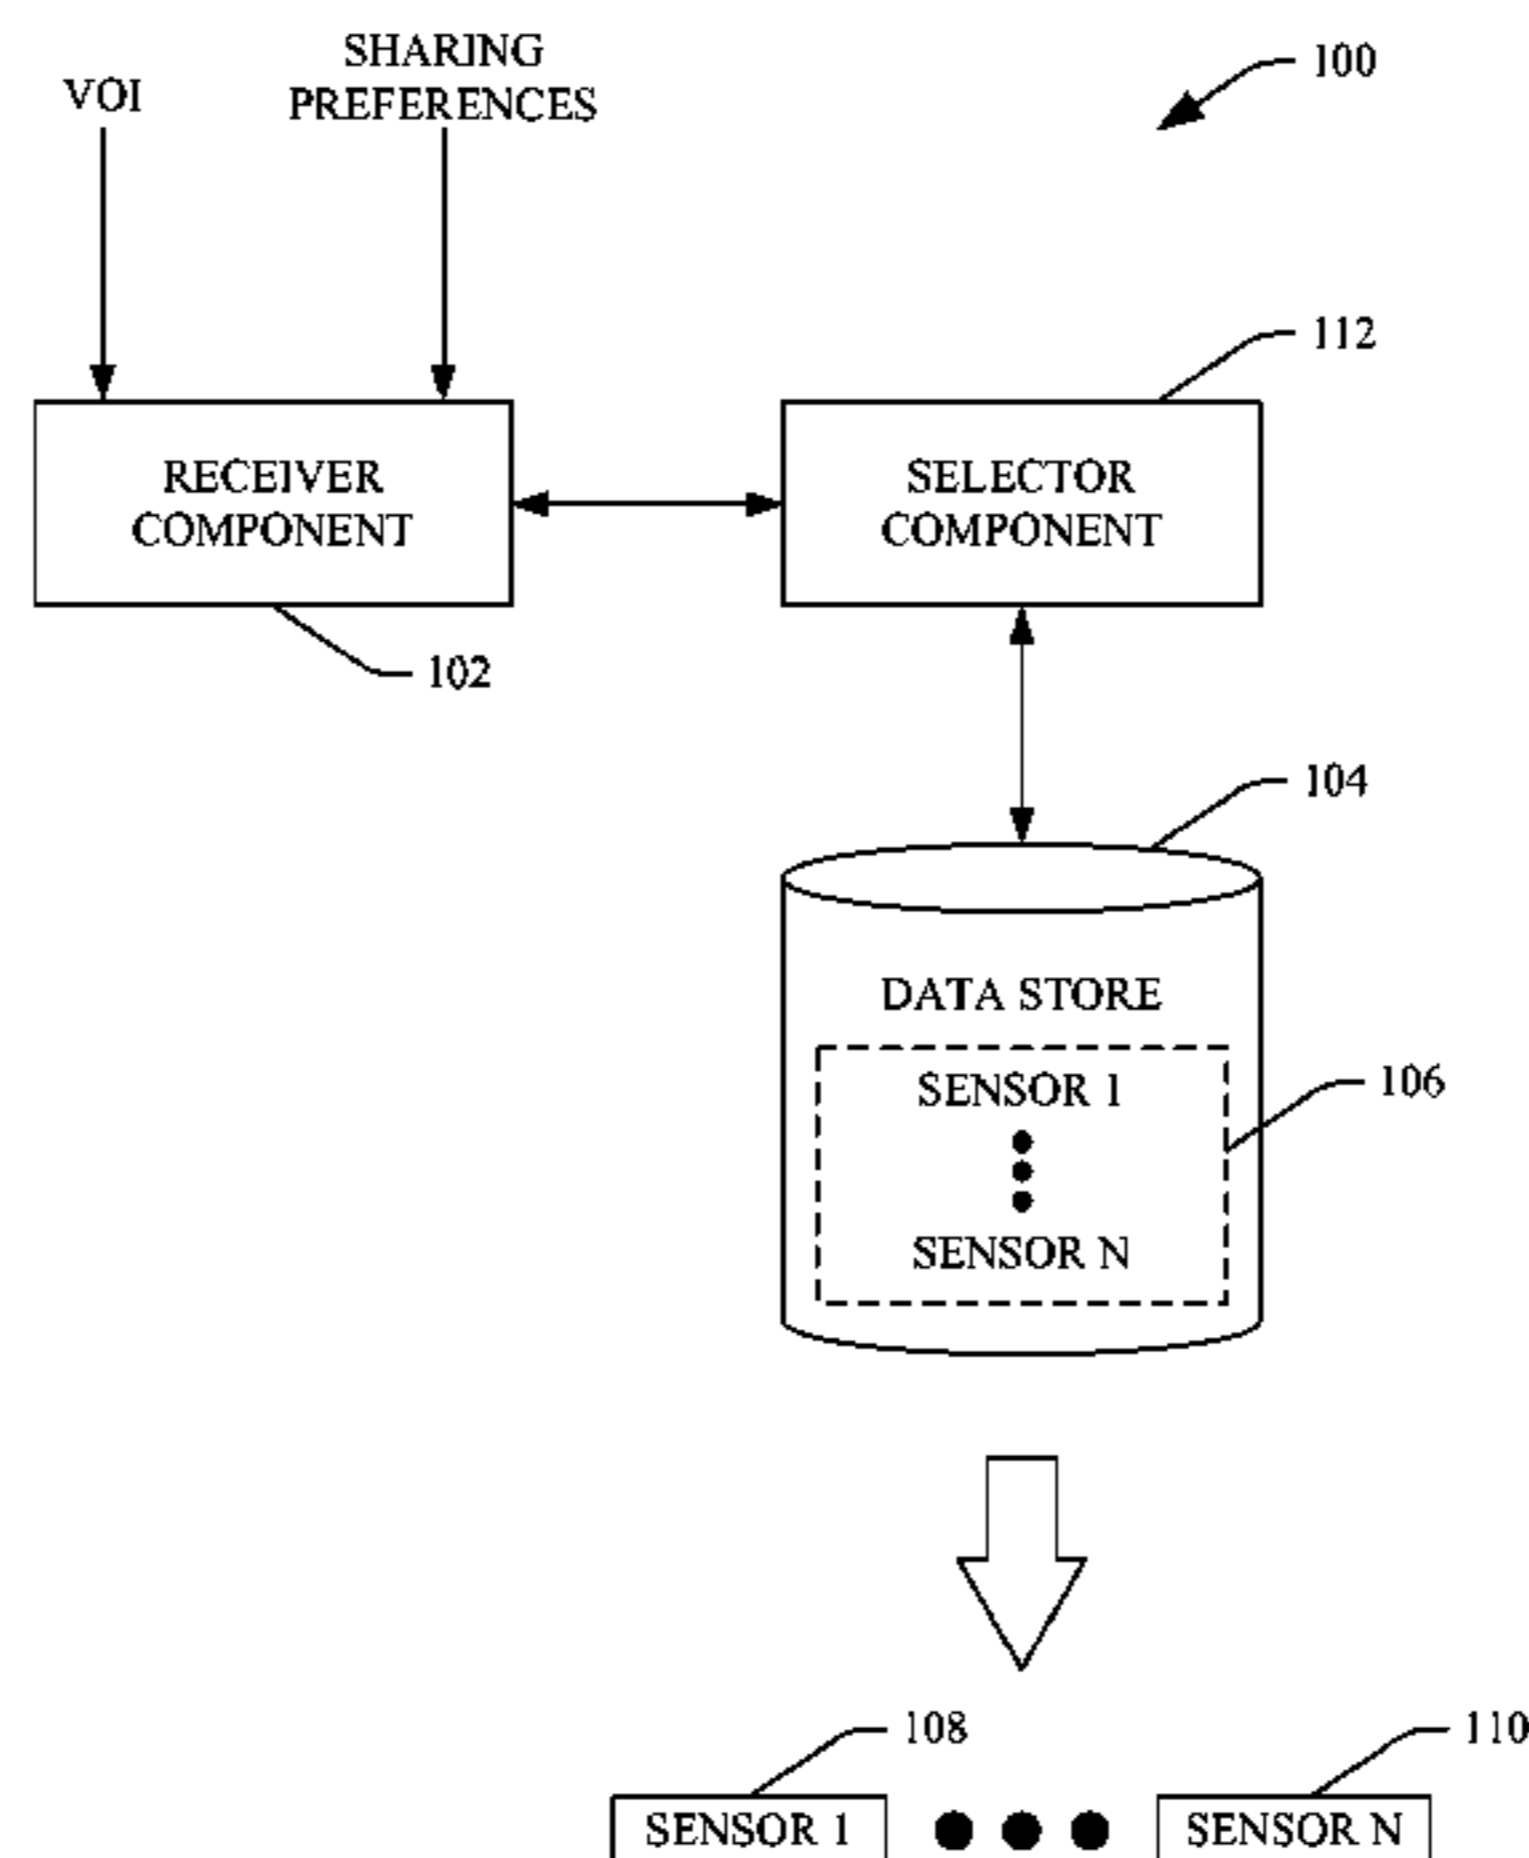 SHARING
PREFERENCES
VOI
100
112
RECEIVER
COMPONENT
SELECTOR
COMPONENT
102
104
DATA STORE
SENSOR 1
106
SENSOR N
108
110
SENSOR 1
SENSOR N